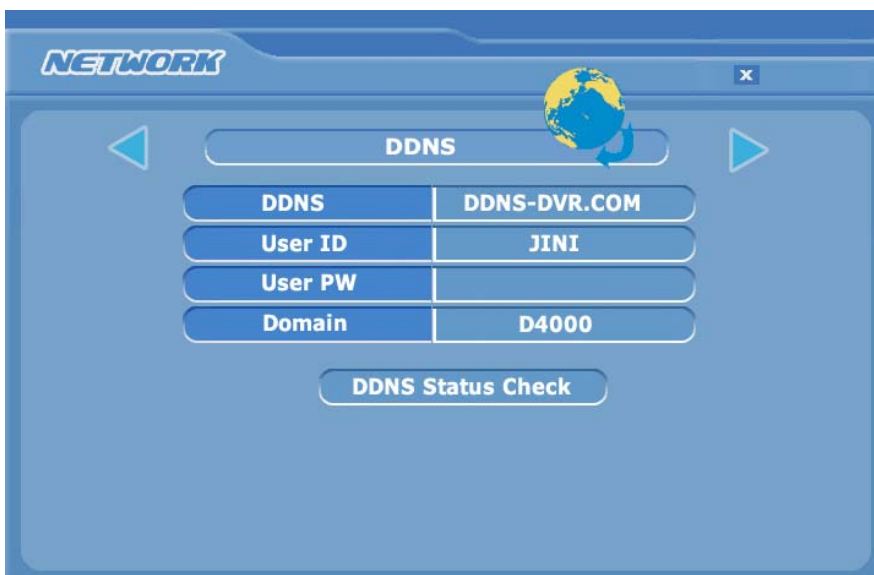 NETWORK
X
DDNS
DDNS DDNS-DVR.COM
User ID JINI
User PW
Domain D4000
DDNS Status Check